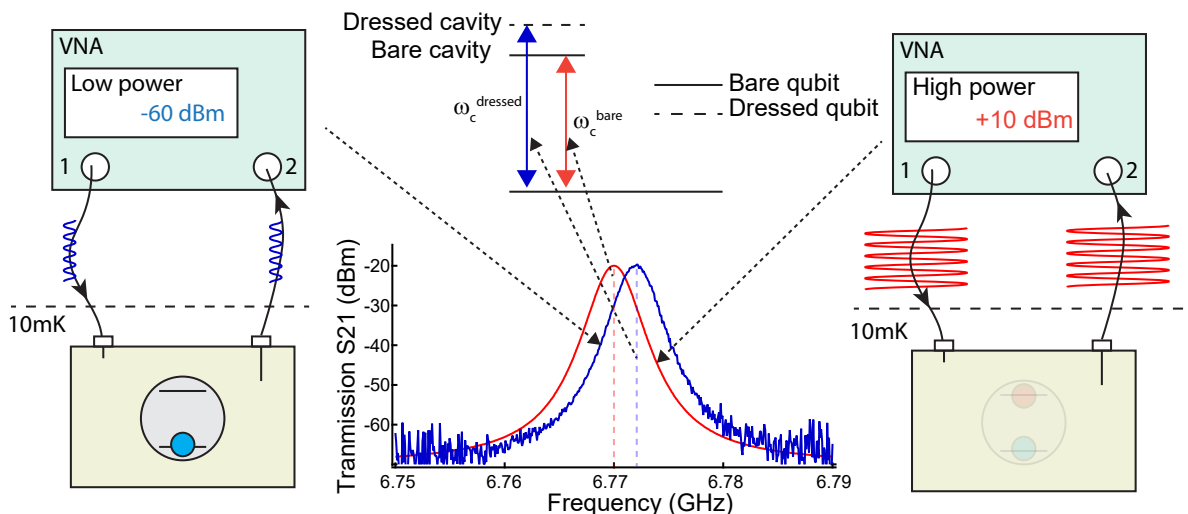 VNA
Low power
-60 dBm
1
2
10mK
Dressed cavity
Bare cavity
ω_c^dressed
ω_c^bare
Bare qubit
Dressed qubit
VNA
High power
+10 dBm
1
2
10mK
Tranmission S21 (dBm)
-20
-30
-40
-50
-60
6.75
6.76
6.77
6.78
6.79
Frequency (GHz)